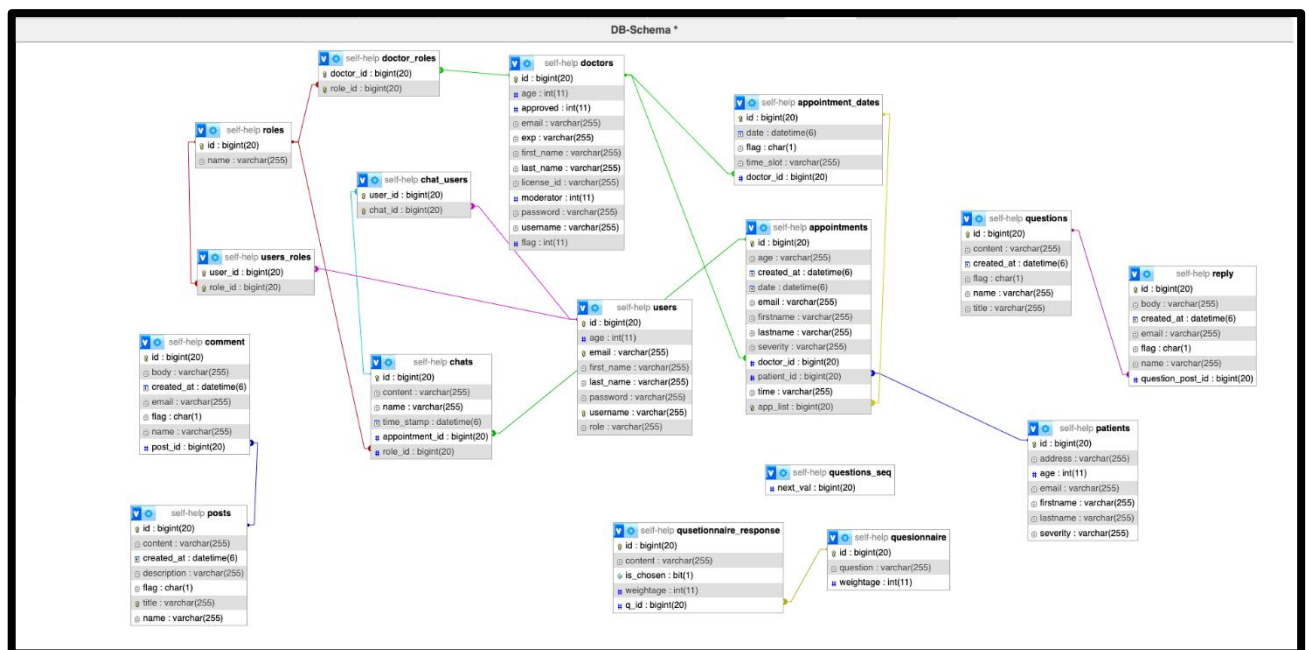 DB-Schema *
self-help doctor_roles
doctor_id : bigint(20)
role_id : bigint(20)
self-help doctors
id : bigint(20)
age : int(11)
approved : int(11)
email : varchar(255)
exp : varchar(255)
first_name : varchar(255)
last_name : varchar(255)
license_id : varchar(255)
moderator : int(11)
password : varchar(255)
username : varchar(255)
flag : int(11)
self-help appointment_dates
id : bigint(20)
date : datetime(6)
flag : char(1)
time_slot : varchar(255)
doctor_id : bigint(20)
self-help roles
id : bigint(20)
name : varchar(255)
self-help chat_users
user_id : bigint(20)
chat_id : bigint(20)
self-help users_roles
user_id : bigint(20)
role_id : bigint(20)
self-help appointments
id : bigint(20)
age : varchar(255)
created_at : datetime(6)
date : datetime(6)
email : varchar(255)
firstname : varchar(255)
lastname : varchar(255)
severity : varchar(255)
doctor_id : bigint(20)
patient_id : bigint(20)
time : varchar(255)
app_list : bigint(20)
self-help questions
id : bigint(20)
content : varchar(255)
created_at : datetime(6)
flag : char(1)
name : varchar(255)
title : varchar(255)
self-help reply
id : bigint(20)
body : varchar(255)
created_at : datetime(6)
email : varchar(255)
flag : char(1)
name : varchar(255)
question_post_id : bigint(20)
self-help users
id : bigint(20)
age : int(11)
email : varchar(255)
first_name : varchar(255)
last_name : varchar(255)
password : varchar(255)
username : varchar(255)
role : varchar(255)
self-help comment
id : bigint(20)
body : varchar(255)
created_at : datetime(6)
email : varchar(255)
flag : char(1)
name : varchar(255)
post_id : bigint(20)
self-help chats
id : bigint(20)
content : varchar(255)
name : varchar(255)
time_stamp : datetime(6)
appointment_id : bigint(20)
role_id : bigint(20)
self-help patients
id : bigint(20)
address : varchar(255)
age : int(11)
email : varchar(255)
firstname : varchar(255)
lastname : varchar(255)
severity : varchar(255)
self-help questions_seq
next_val : bigint(20)
self-help posts
id : bigint(20)
content : varchar(255)
created_at : datetime(6)
description : varchar(255)
flag : char(1)
title : varchar(255)
name : varchar(255)
self-help qusetionnaire_response
id : bigint(20)
content : varchar(255)
is_chosen : bit(1)
weightage : int(11)
q_id : bigint(20)
self-help quesionnaire
id : bigint(20)
question : varchar(255)
weightage : int(11)